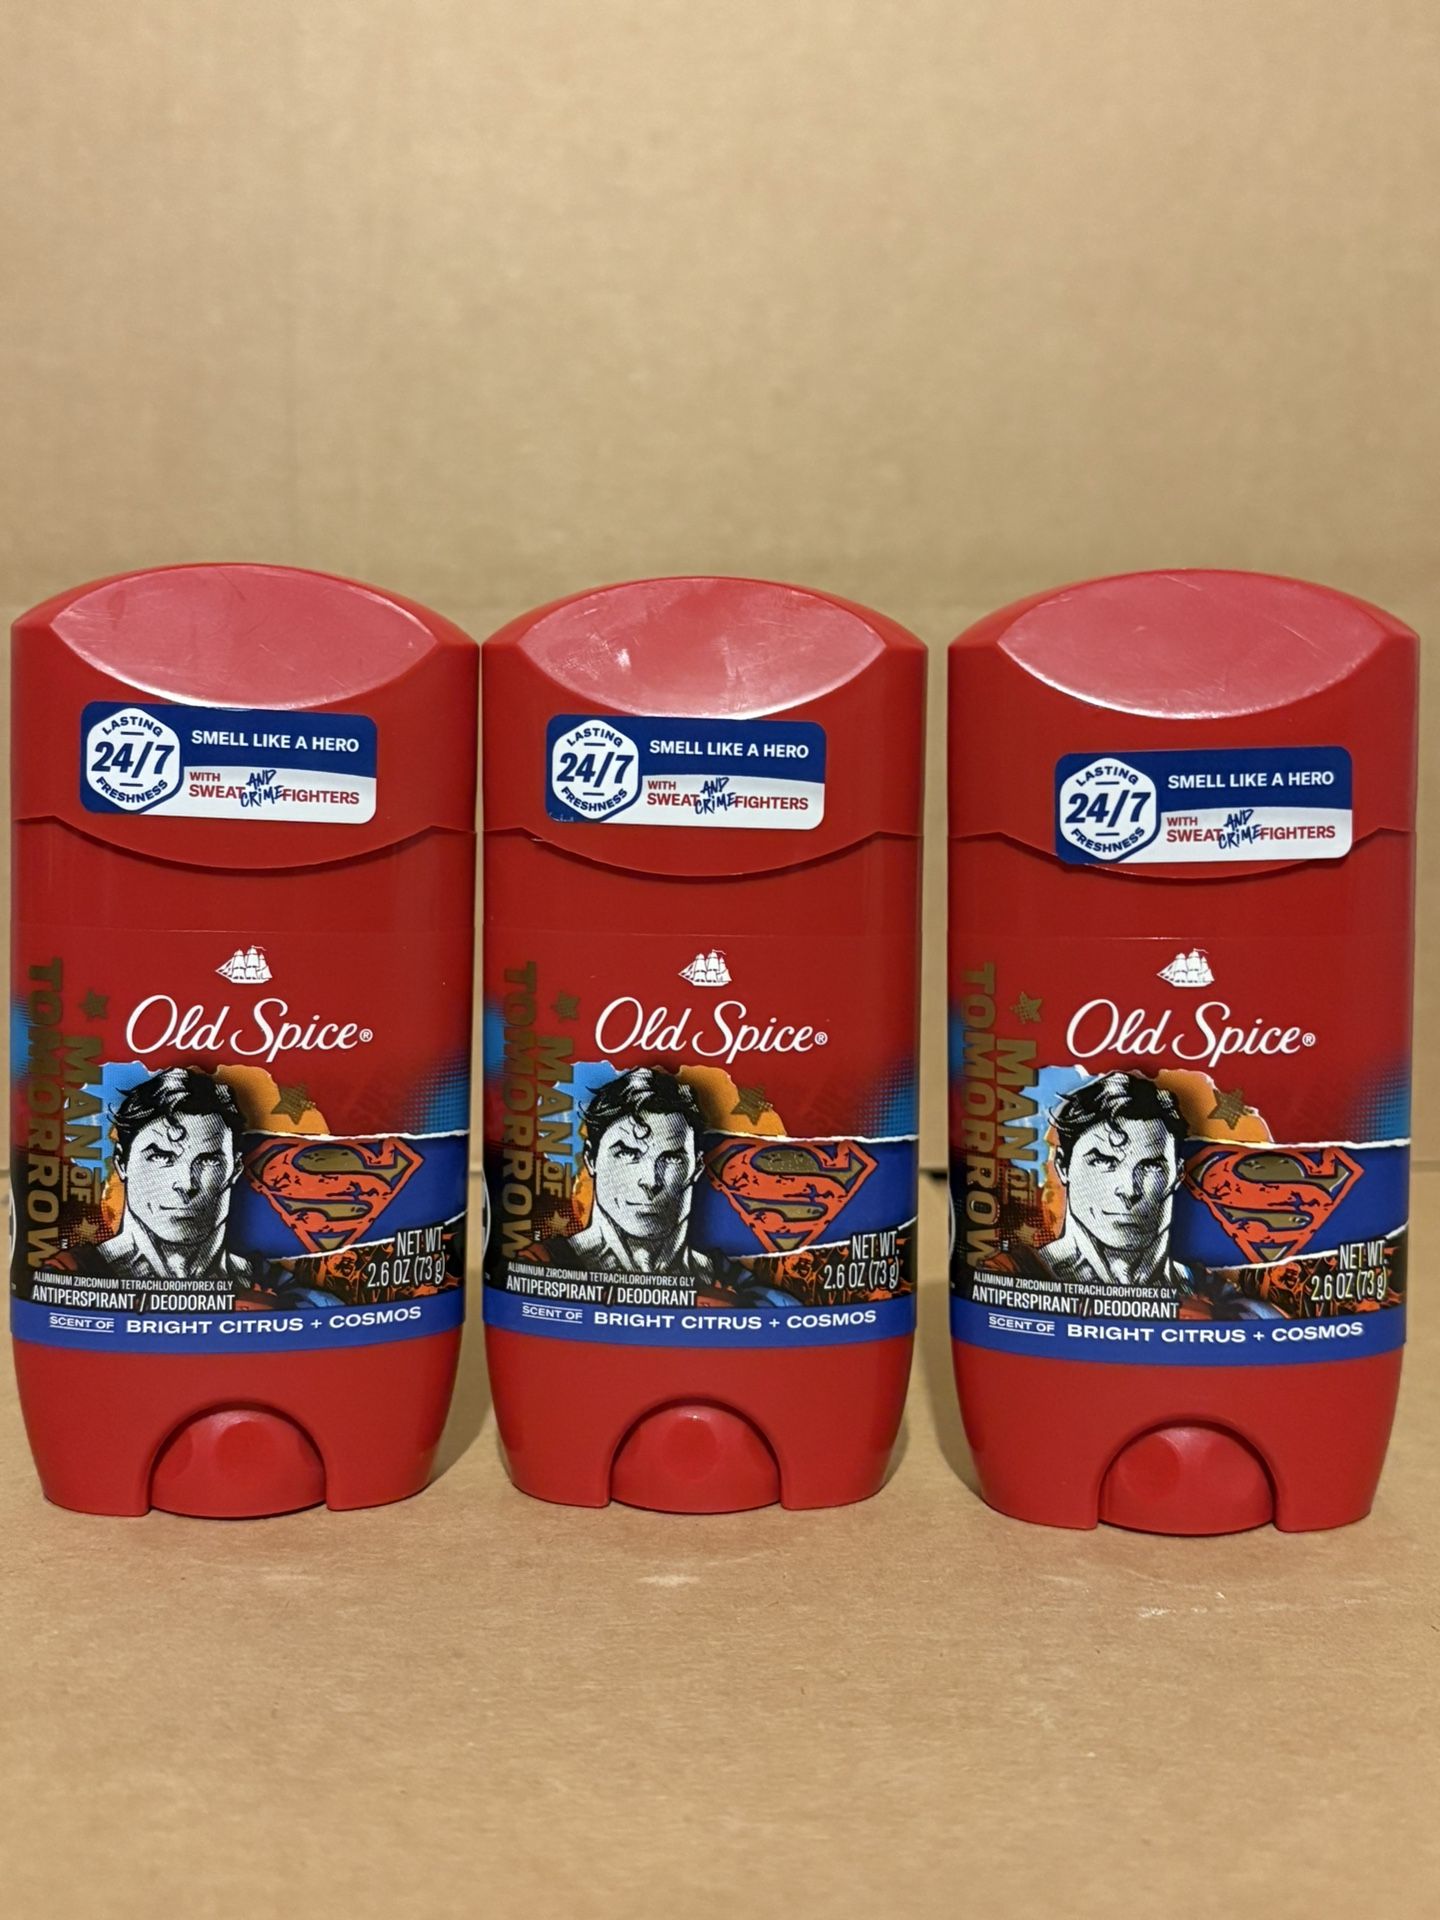 LASTING
24/7
FRESHNESS
SMELL LIKE A HERO
WITH
SWEAT AND CRIME FIGHTERS
Old Spice®
MAN OF
TOMORROW™
NET WT.
2.6 OZ (73 g)
ALUMINUM ZIRCONIUM TETRACHLOROHYDREX GLY
ANTIPERSPIRANT / DEODORANT
SCENT OF BRIGHT CITRUS + COSMOS
LASTING
24/7
FRESHNESS
SMELL LIKE A HERO
WITH
SWEAT AND CRIME FIGHTERS
Old Spice®
MAN OF
TOMORROW™
NET WT.
2.6 OZ (73 g)
ALUMINUM ZIRCONIUM TETRACHLOROHYDREX GLY
ANTIPERSPIRANT / DEODORANT
SCENT OF BRIGHT CITRUS + COSMOS
LASTING
24/7
FRESHNESS
SMELL LIKE A HERO
WITH
SWEAT AND CRIME FIGHTERS
Old Spice®
MAN OF
TOMORROW™
NET WT.
2.6 OZ (73 g)
ALUMINUM ZIRCONIUM TETRACHLOROHYDREX GLY
ANTIPERSPIRANT / DEODORANT
SCENT OF BRIGHT CITRUS + COSMOS